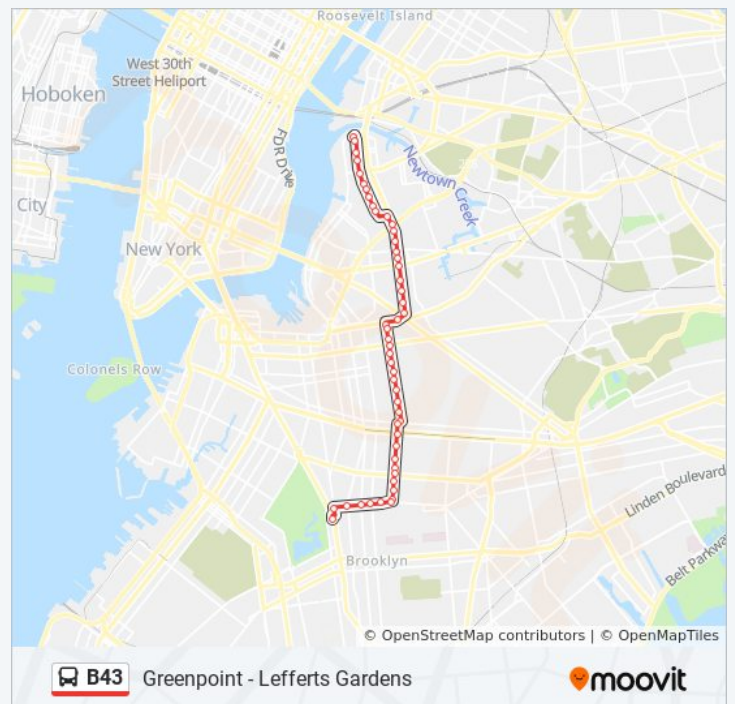 Roosevelt Island
West 30th
Street Heliport
Hoboken
FDR Drive
Newtown Creek
City
New York
Colonels Row
Linden Boulevard
Brooklyn
Belt Parkwa
© OpenStreetMap contributors | © OpenMapTiles
B43 Greenpoint - Lefferts Gardens
moovit